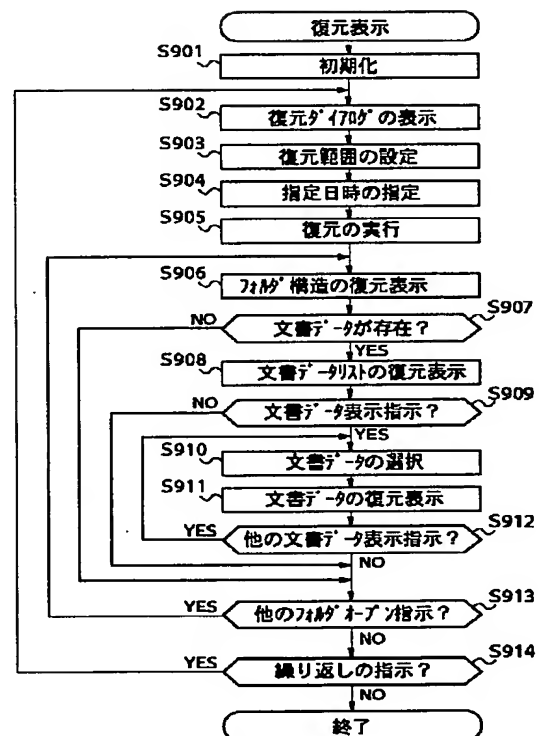 復元表示
S901
初期化
S902
復元ダイアログの表示
S903
復元範囲の設定
S904
指定日時の指定
S905
復元の実行
S906
フォルダ構造の復元表示
S907
NO
文書データが存在?
YES
S908
文書データリストの復元表示
S909
NO
文書データ表示指示?
YES
S910
文書データの選択
S911
文書データの復元表示
S912
YES
他の文書データ表示指示?
NO
S913
YES
他のフォルダオープン指示?
NO
S914
YES
繰り返しの指示?
NO
終了